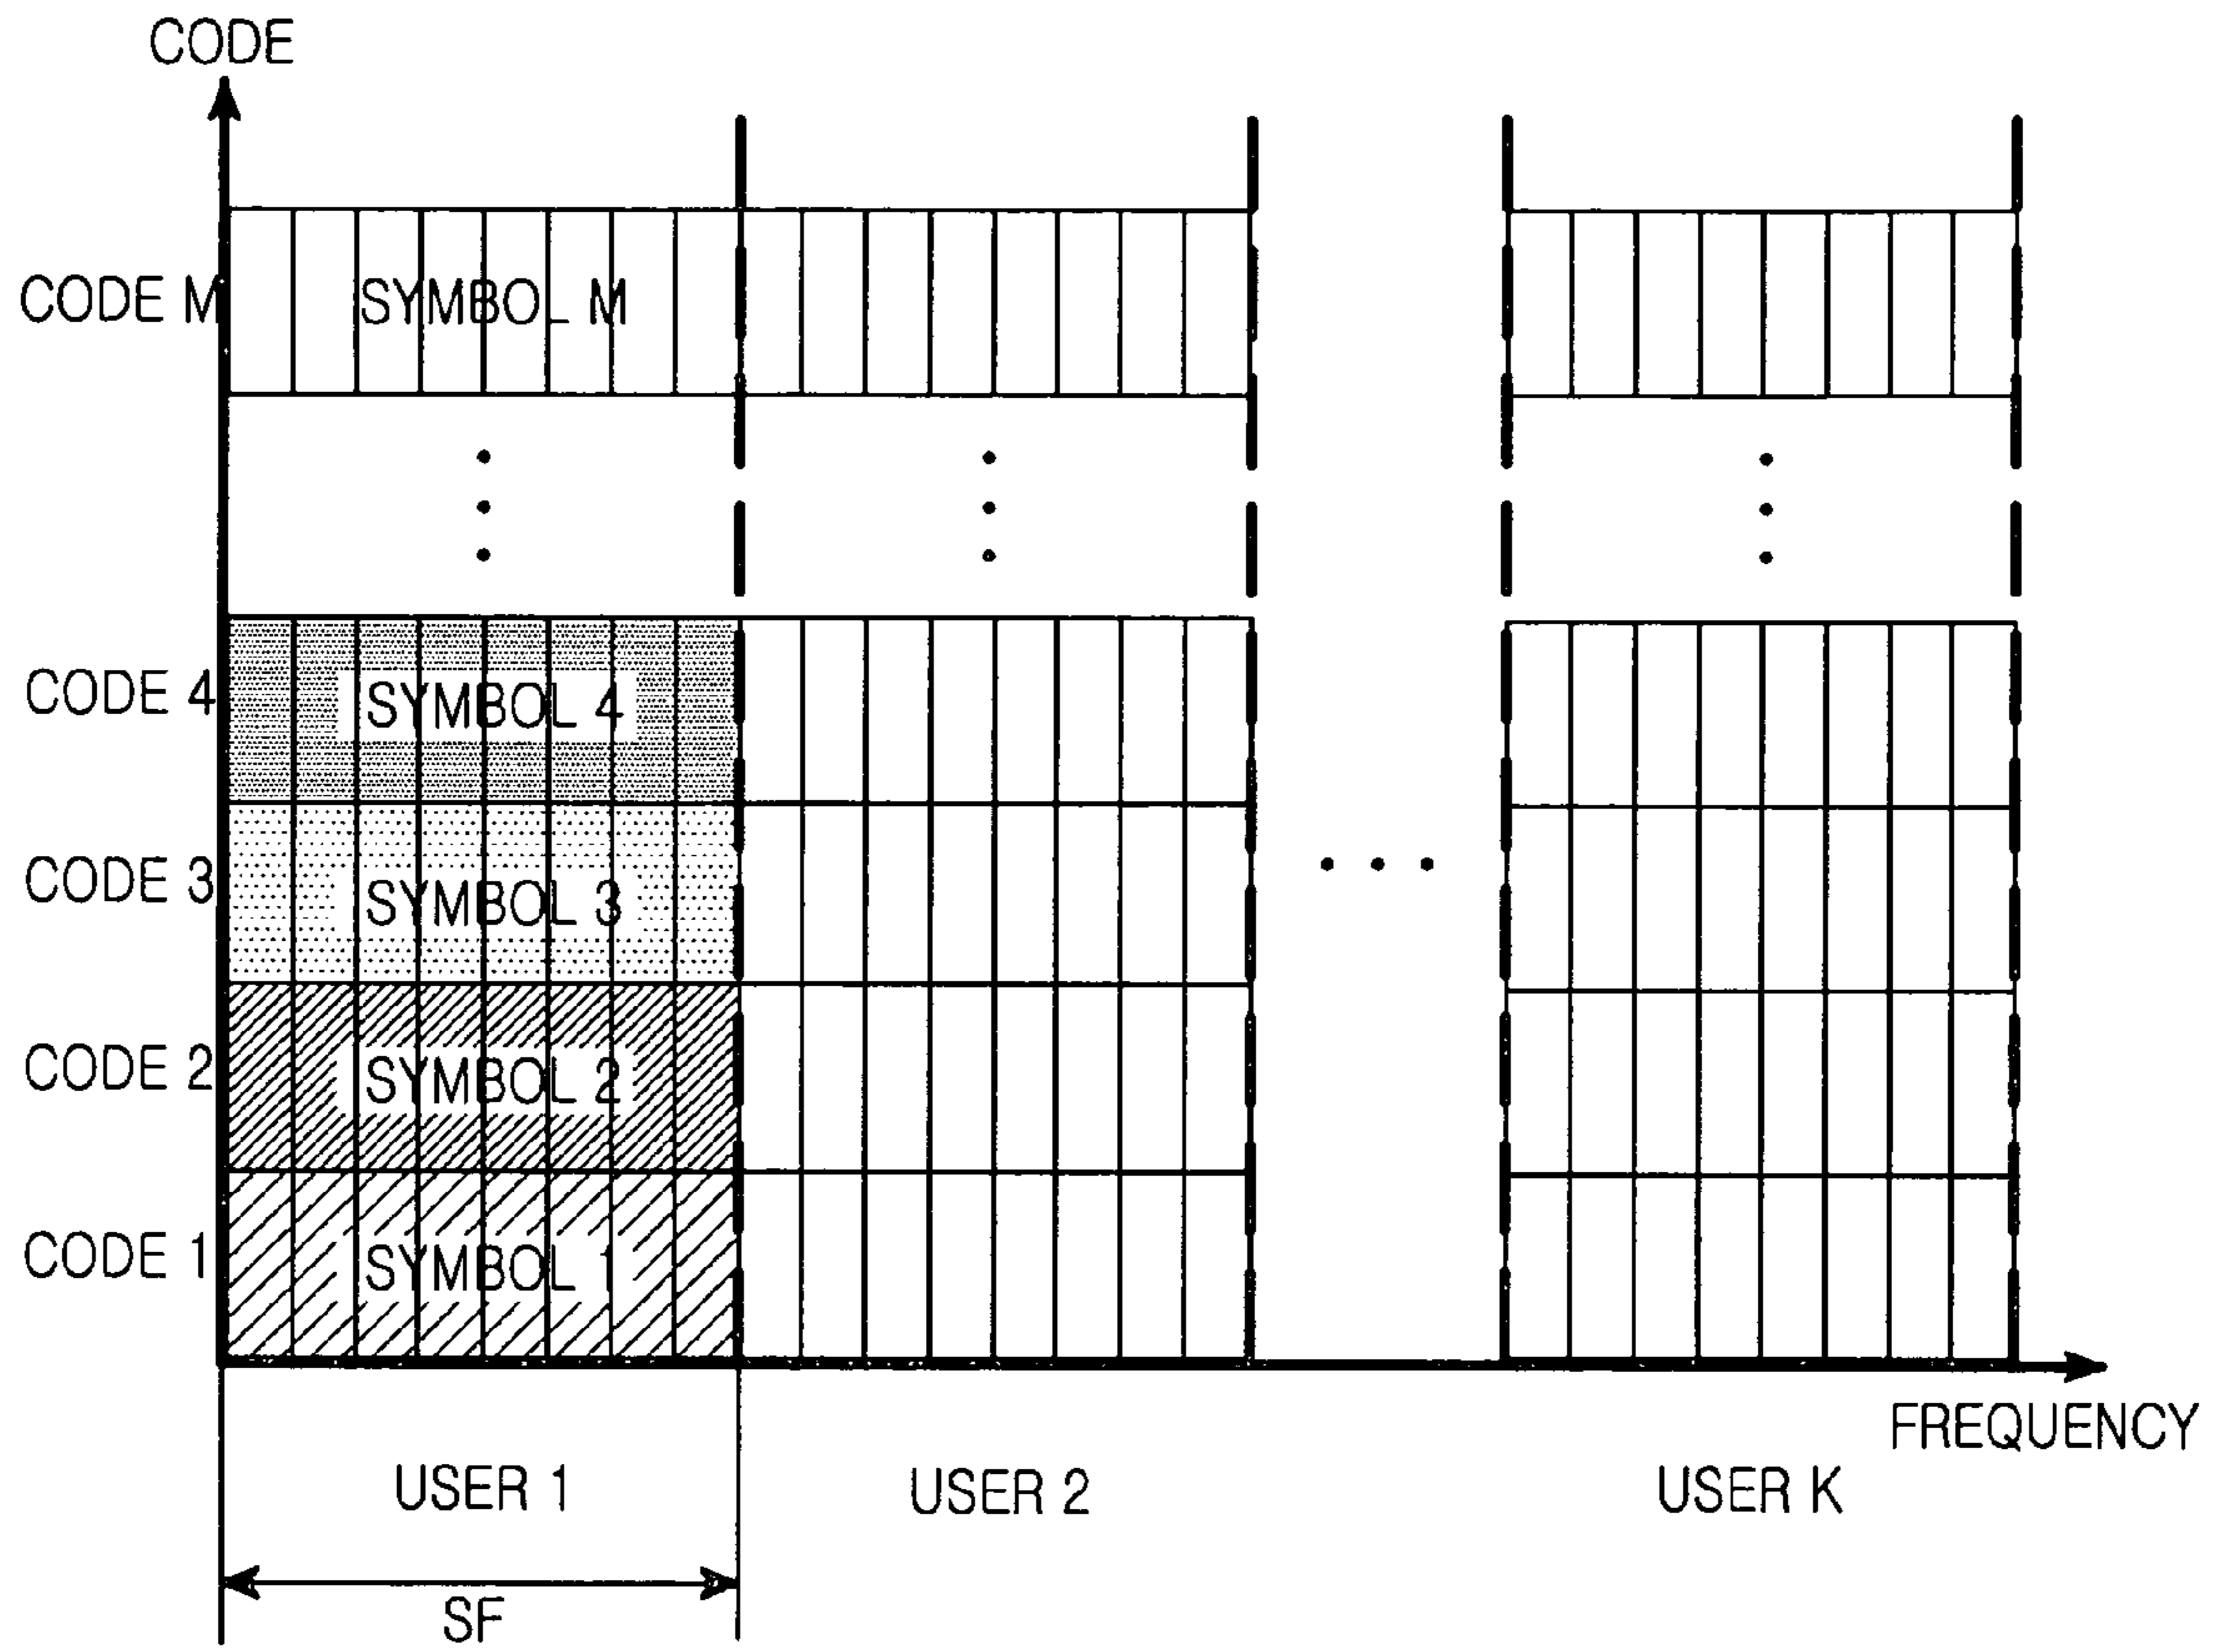 CODE
CODE M
SYMBOL M
CODE 4
SYMBOL 4
CODE 3
SYMBOL 3
CODE 2
SYMBOL 2
CODE 1
SYMBOL 1
FREQUENCY
USER 1
USER 2
USER K
SF